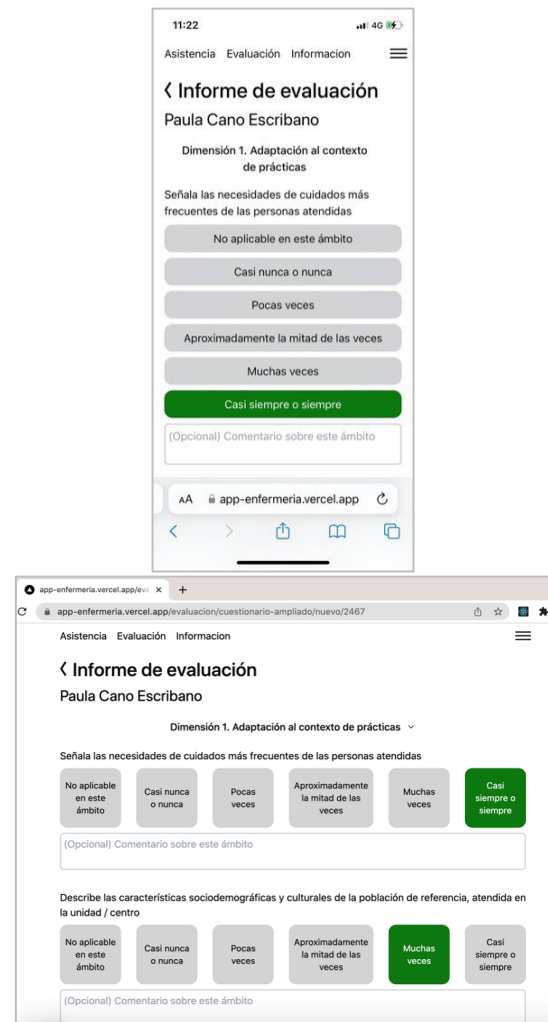 11:22
4G
Asistencia Evaluación Informacion
Informe de evaluación
Paula Cano Escribano
Dimensión 1. Adaptación al contexto
de prácticas
Señala las necesidades de cuidados más
frecuentes de las personas atendidas
No aplicable en este ámbito
Casi nunca o nunca
Pocas veces
Aproximadamente la mitad de las veces
Muchas veces
Casi siempre o siempre
(Opcional) Comentario sobre este ámbito
AA app-enfermeria.vercel.app
app-enfermeria.vercel.app/eva
app-enfermeria.vercel.app/evaluacion/cuestionario-ampliado/nuevo/2467
Asistencia Evaluación Informacion
Informe de evaluación
Paula Cano Escribano
Dimensión 1. Adaptación al contexto de prácticas
Señala las necesidades de cuidados más frecuentes de las personas atendidas
No aplicable
en este
ámbito
Casi nunca
o nunca
Pocas
veces
Aproximadamente
la mitad de las
veces
Muchas
veces
Casi
siempre o
siempre
(Opcional) Comentario sobre este ámbito
Describe las características sociodemográficas y culturales de la población de referencia, atendida en
la unidad / centro
No aplicable
en este
ámbito
Casi nunca
o nunca
Pocas
veces
Aproximadamente
la mitad de las
veces
Muchas
veces
Casi
siempre o
siempre
(Opcional) Comentario sobre este ámbito